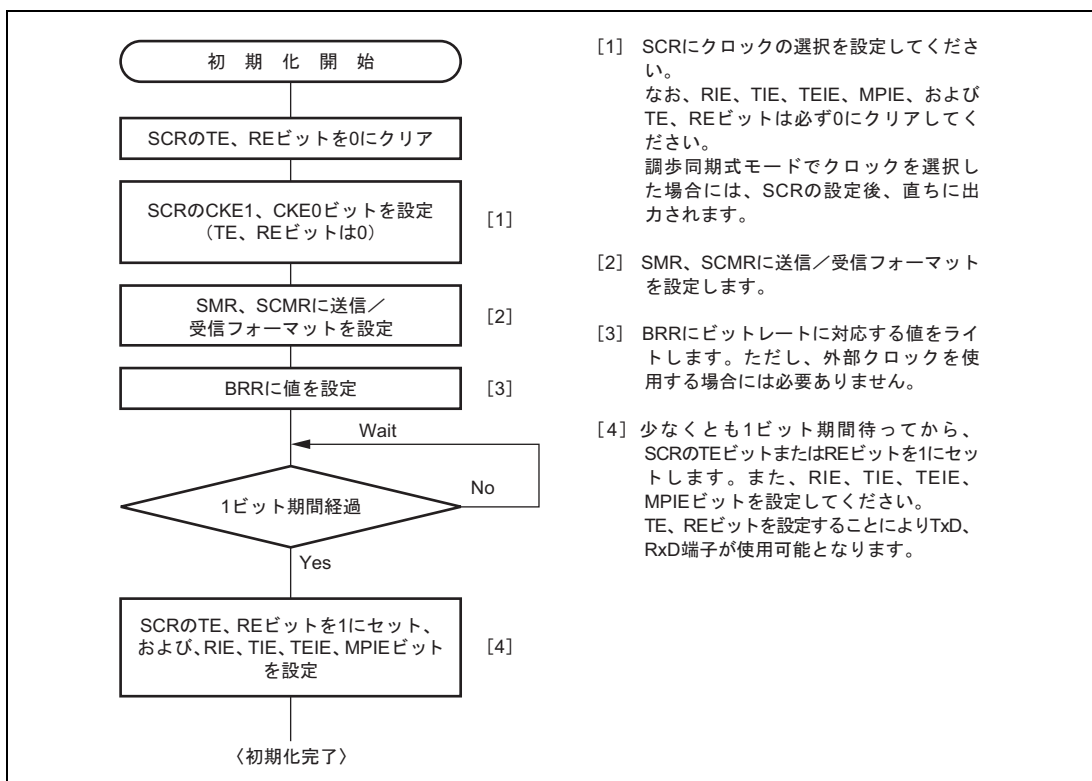 初 期 化 開 始
SCRのTE、REビットを0にクリア
SCRのCKE1、CKE0ビットを設定
（TE、REビットは0）
[1]
SMR、SCMRに送信／
受信フォーマットを設定
[2]
BRRに値を設定
[3]
Wait
1ビット期間経過
No
Yes
SCRのTE、REビットを1にセット、
および、RIE、TIE、TEIE、MPIEビット
を設定
[4]
〈初期化完了〉
[1] SCRにクロックの選択を設定してくださ
い。
なお、RIE、TIE、TEIE、MPIE、および
TE、REビットは必ず0にクリアしてく
ださい。
調歩同期式モードでクロックを選択し
た場合には、SCRの設定後、直ちに出
力されます。
[2] SMR、SCMRに送信／受信フォーマット
を設定します。
[3] BRRにビットレートに対応する値をライ
トします。ただし、外部クロックを使
用する場合には必要ありません。
[4] 少なくとも1ビット期間待ってから、
SCRのTEビットまたはREビットを1にセッ
トします。また、RIE、TIE、TEIE、
MPIEビットを設定してください。
TE、REビットを設定することによりTxD、
RxD端子が使用可能となります。